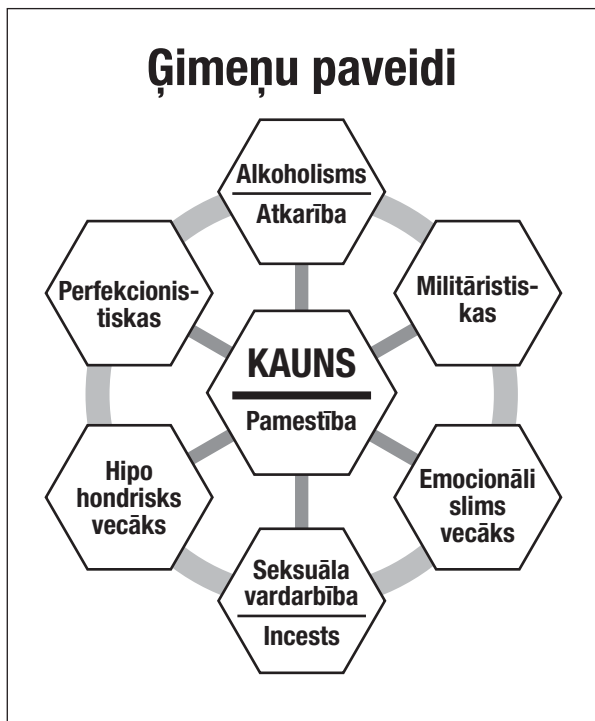 Ģimeņu paveidi
Alkoholisms
Atkarība
Perfekcionis-
tiskas
Militāristis-
kas
KAUNS
Pamestība
Hipo
hondrisks
vecāks
Emocionāli
slims
vecāks
Seksuāla
vardarbība
Incests